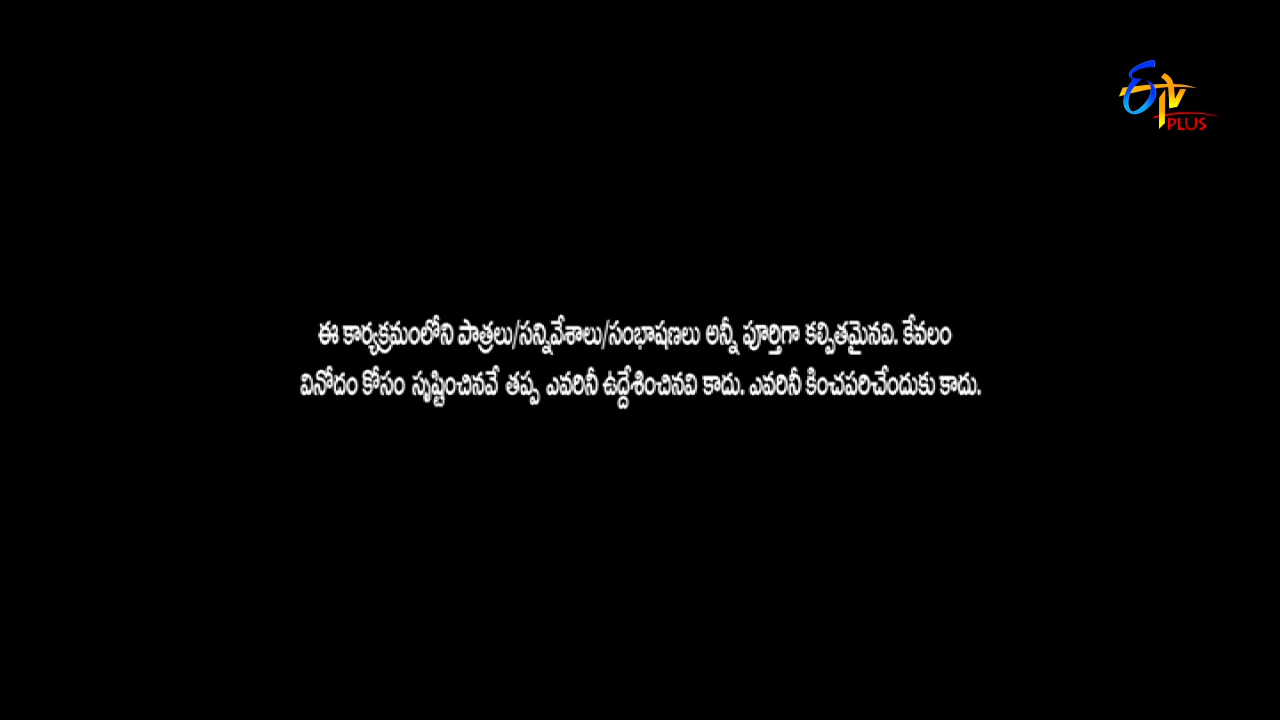 ETV
PLUS
ఈ కార్యక్రమంలోని పాత్రలు/సన్నివేశాలు/సంభాషణలు అన్నీ పూర్తిగా కల్పితమైనవి. కేవలం
వినోదం కోసం సృష్టించినవే తప్ప ఎవరినీ ఉద్దేశించినవి కాదు. ఎవరినీ కించపరిచేందుకు కాదు.